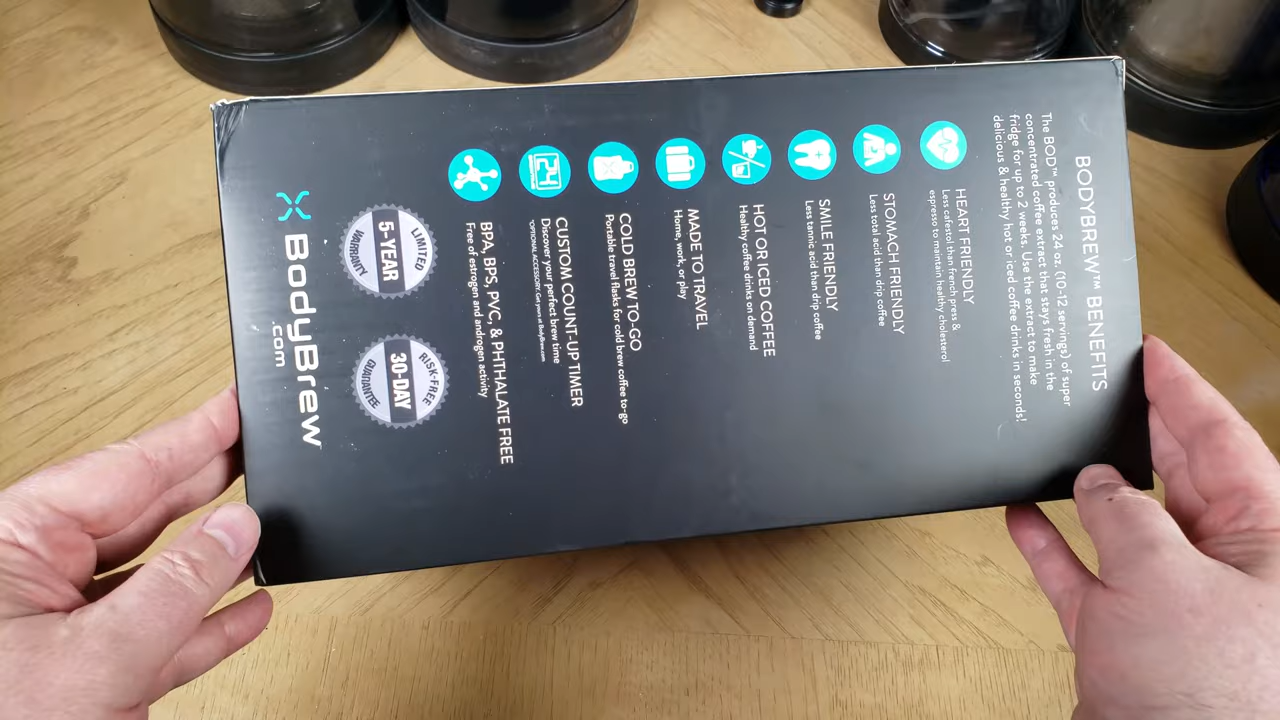 BODYBREW™ BENEFITS
The BOD™ produces 24 oz. (10-12 servings) of super
concentrated coffee extract that stays fresh in the
fridge for up to 2 weeks. Use the extract to make
delicious & healthy hot or iced coffee drinks in seconds!
HEART FRIENDLY
Less cafestol than french press &
espresso to maintain healthy cholesterol
STOMACH FRIENDLY
Less total acid than drip coffee
SMILE FRIENDLY
Less tannic acid than drip coffee
HOT OR ICED COFFEE
Healthy coffee drinks on demand
MADE TO TRAVEL
Home, work, or play
COLD BREW TO-GO
Portable travel flasks for cold brew coffee to-go
CUSTOM COUNT-UP TIMER
Discover your perfect brew time
*OPTIONAL ACCESSORY. Get yours at BodyBrew.com
BPA, BPS, PVC, & PHTHALATE FREE
Free of estrogen and androgen activity
LIMITED
5-YEAR
WARRANTY
RISK-FREE
30-DAY
GUARANTEE
BodyBrew
.com